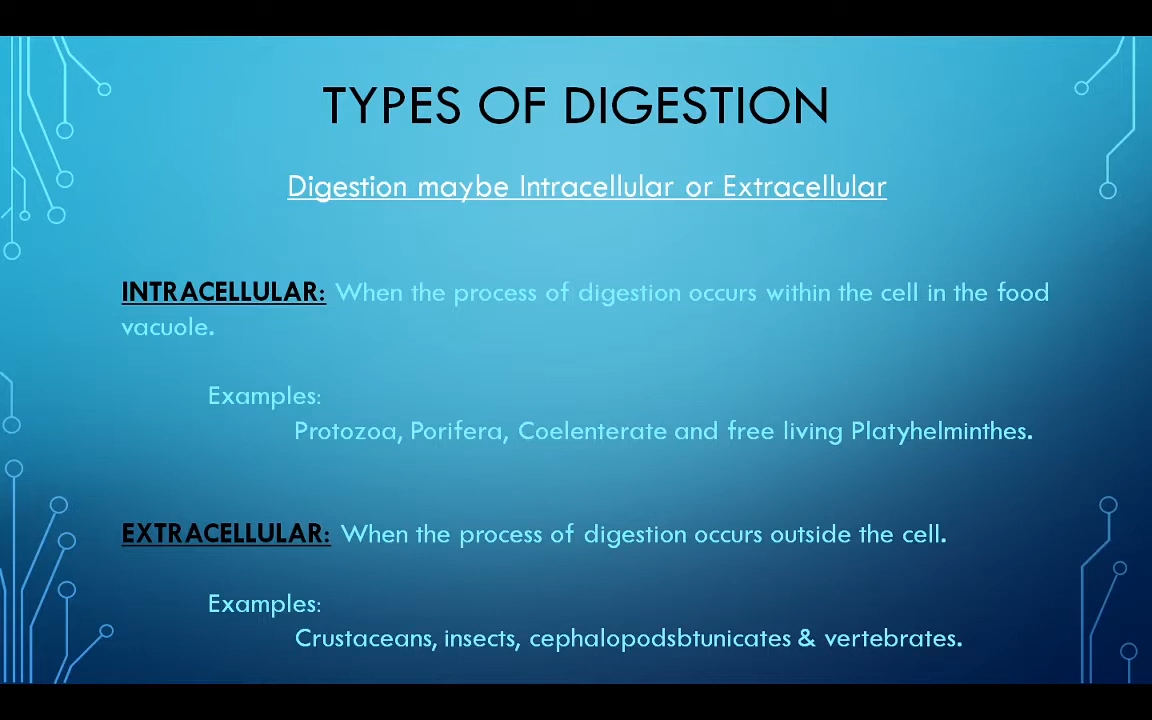 TYPES OF DIGESTION
Digestion maybe Intracellular or Extracellular
INTRACELLULAR: When the process of digestion occurs within the cell in the food
vacuole.
Examples:
Protozoa, Porifera, Coelenterate and free living Platyhelminthes.
EXTRACELLULAR: When the process of digestion occurs outside the cell.
Examples:
Crustaceans, insects, cephalopodsbtunicates & vertebrates.